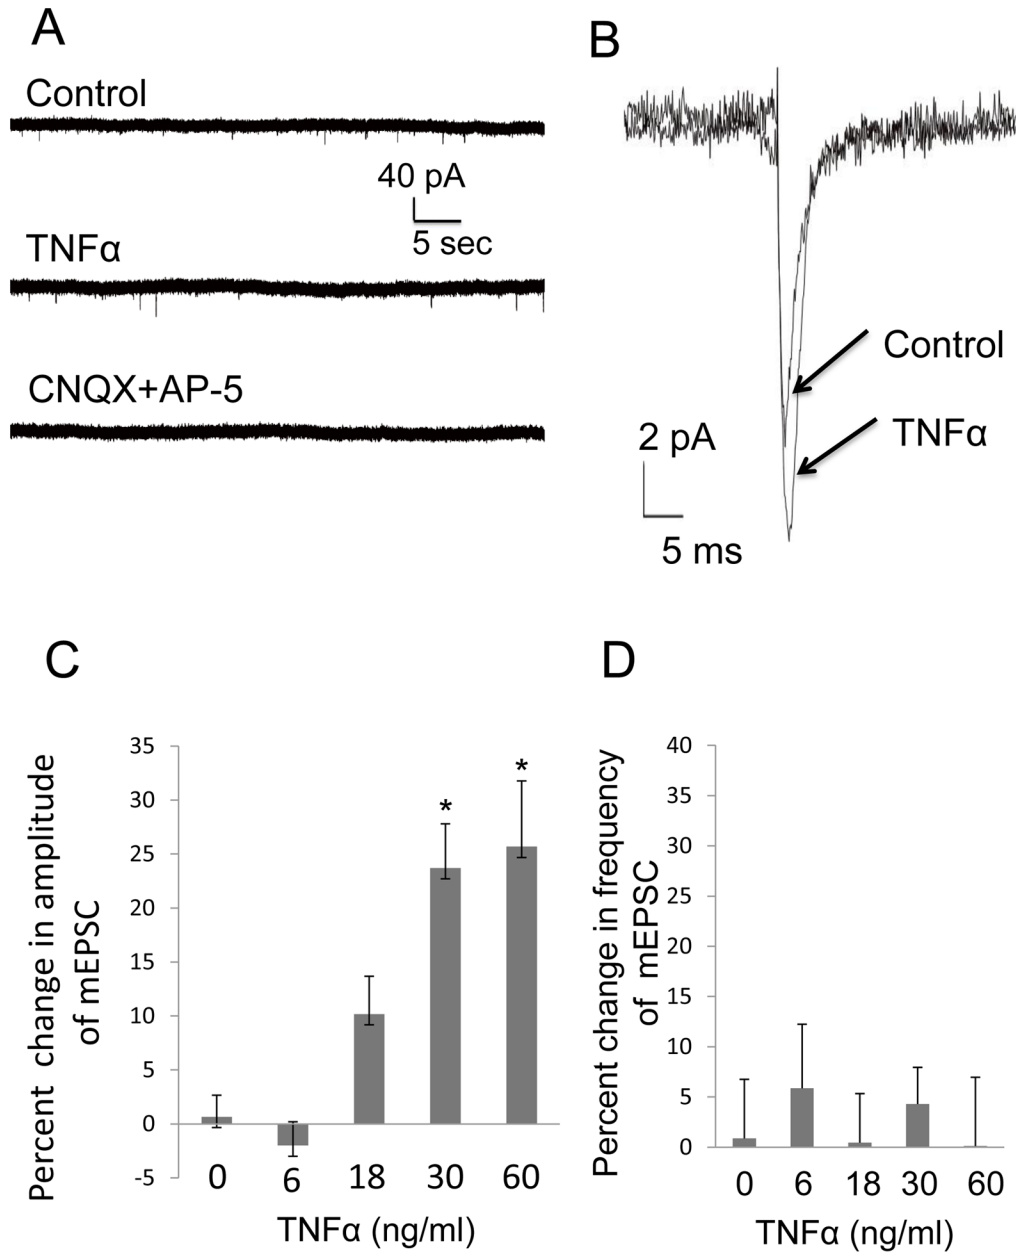 A
Control
40 pA
5 sec
TNFα
CNQX+AP-5
B
Control
TNFα
2 pA
5 ms
C
Percent change in amplitude
of mEPSC
35
30
25
20
15
10
5
0
-5
*
*
0 6 18 30 60
TNFα (ng/ml)
D
Percent change in frequency
of mEPSC
40
35
30
25
20
15
10
5
0
0 6 18 30 60
TNFα (ng/ml)